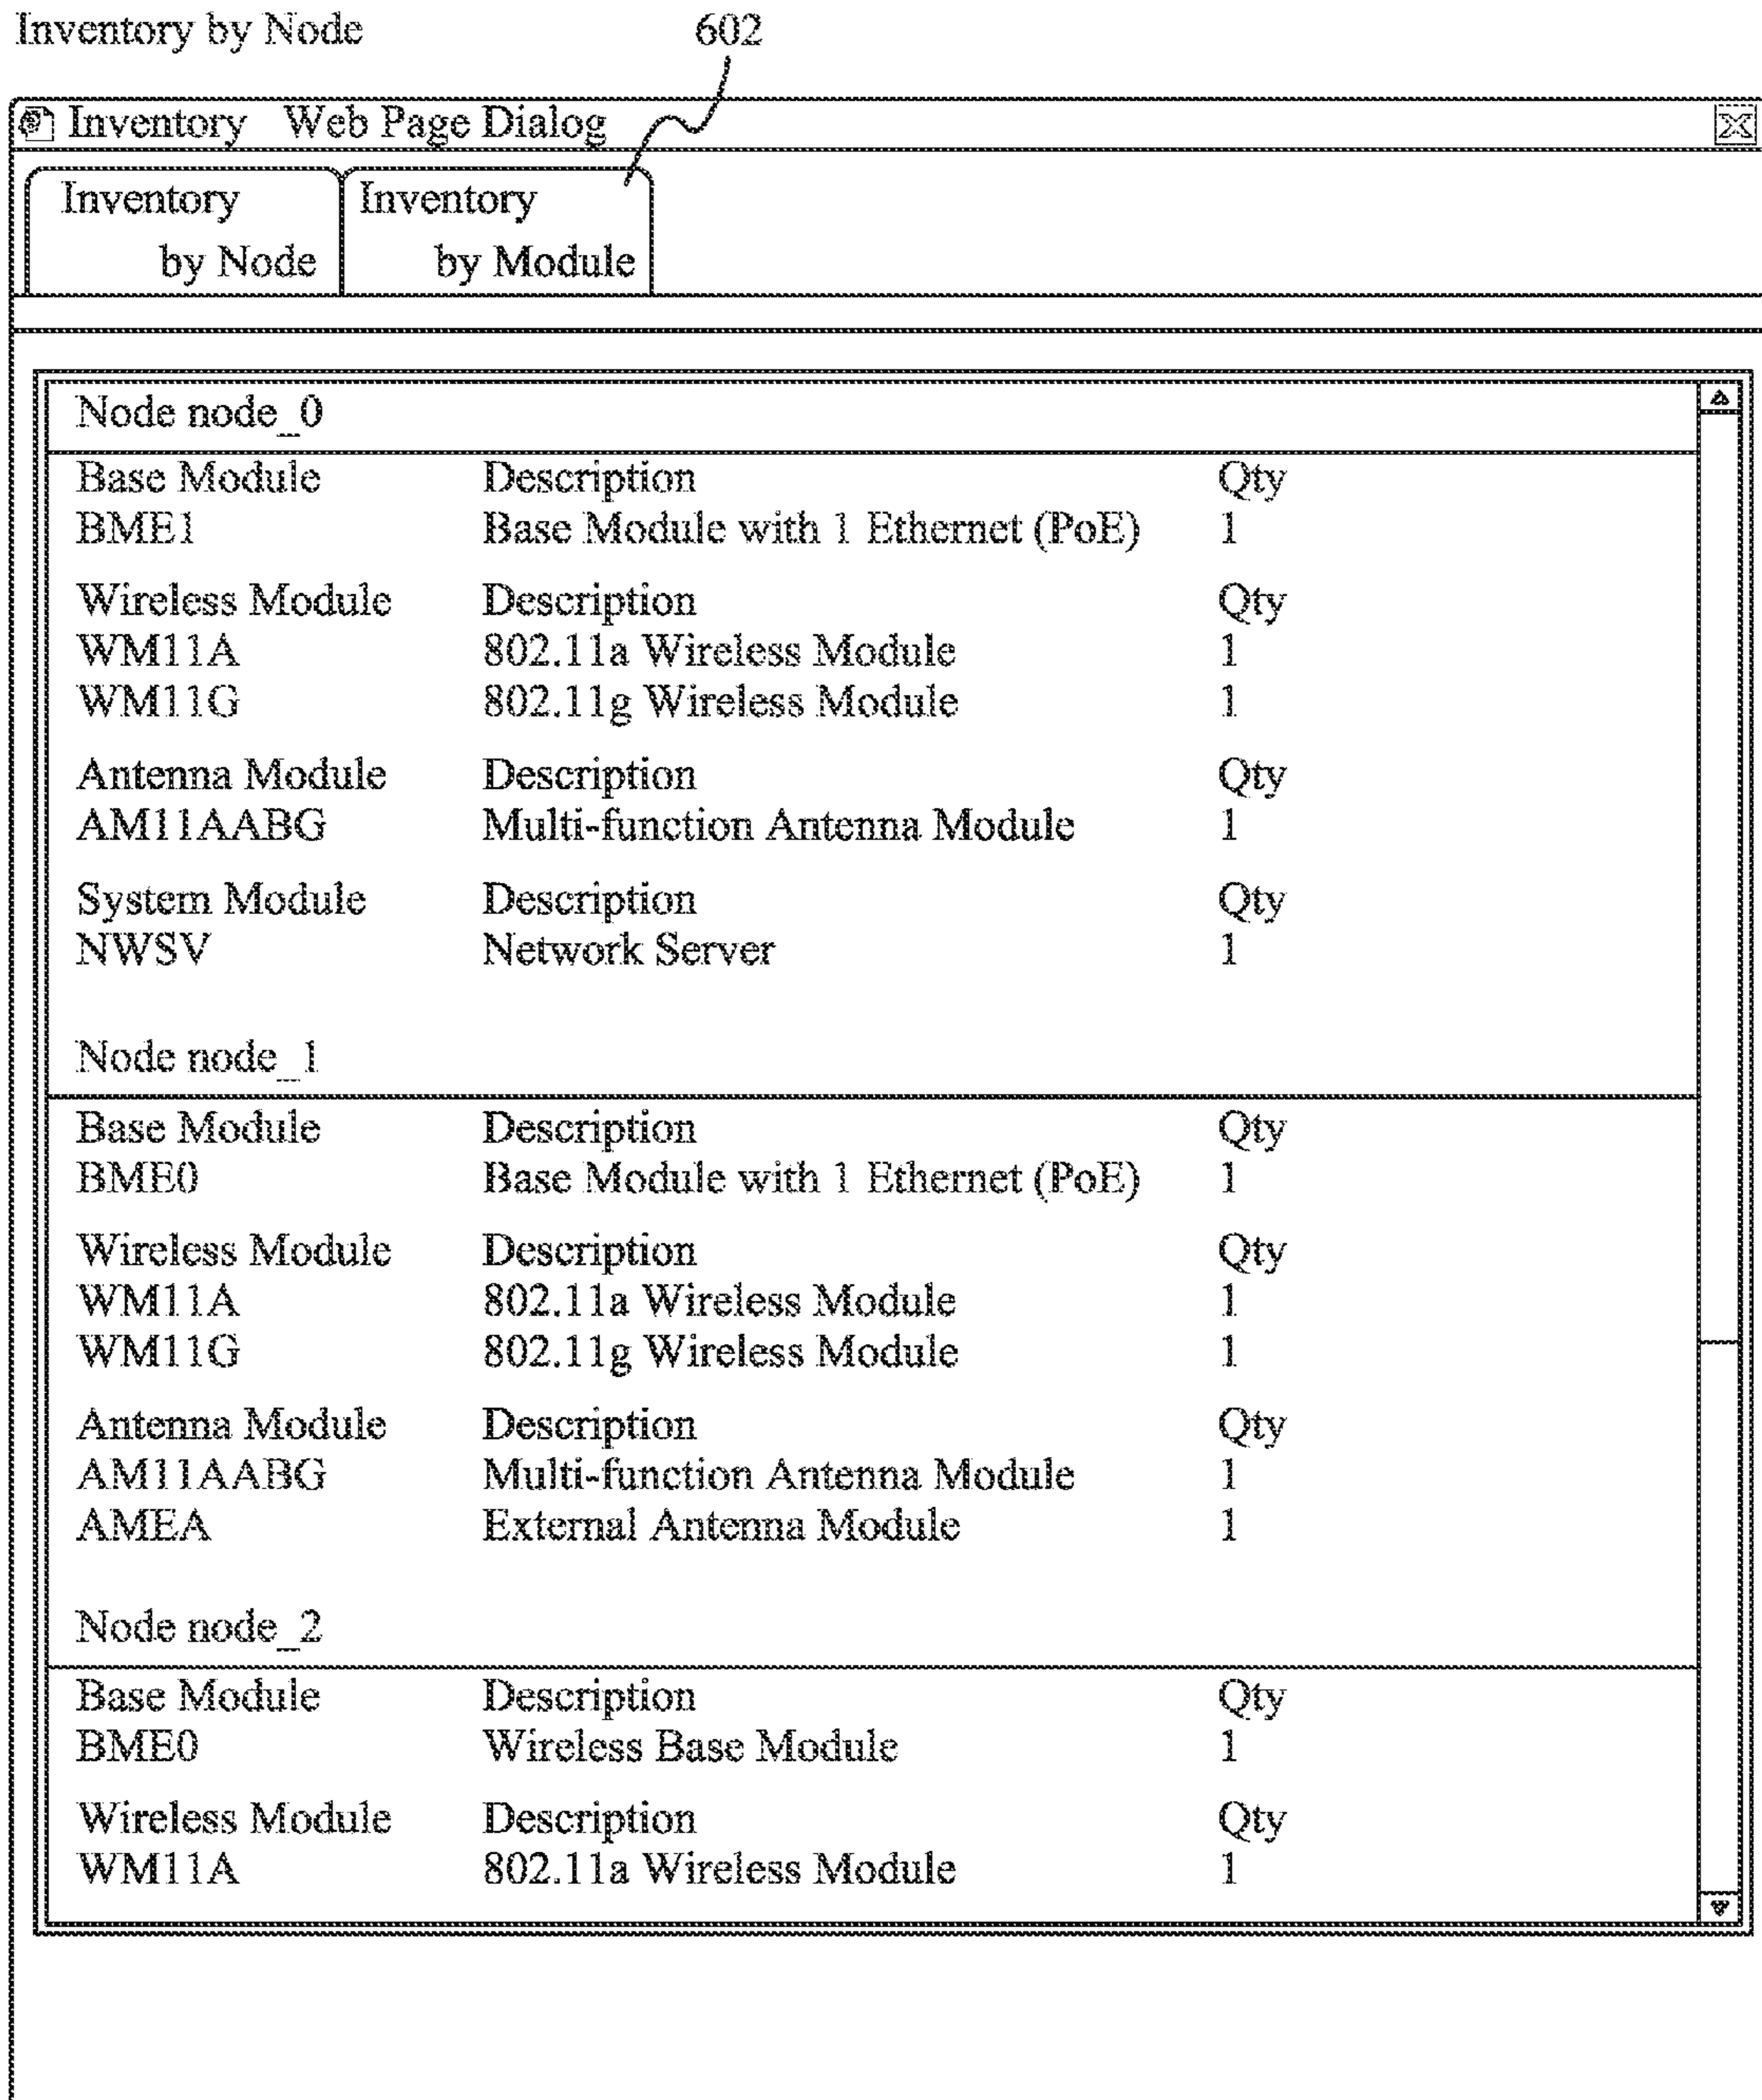 Inventory by Node
602
Inventory Web Page Dialog
Inventory by Node
Inventory by Module
Node node_0
Base Module Description Qty
BME1 Base Module with 1 Ethernet (PoE) 1
Wireless Module Description Qty
WM11A 802.11a Wireless Module 1
WM11G 802.11g Wireless Module 1
Antenna Module Description Qty
AM11AABG Multi-function Antenna Module 1
System Module Description Qty
NWSV Network Server 1
Node node_1
Base Module Description Qty
BME0 Base Module with 1 Ethernet (PoE) 1
Wireless Module Description Qty
WM11A 802.11a Wireless Module 1
WM11G 802.11g Wireless Module 1
Antenna Module Description Qty
AM11AABG Multi-function Antenna Module 1
AMEA External Antenna Module 1
Node node_2
Base Module Description Qty
BME0 Wireless Base Module 1
Wireless Module Description Qty
WM11A 802.11a Wireless Module 1